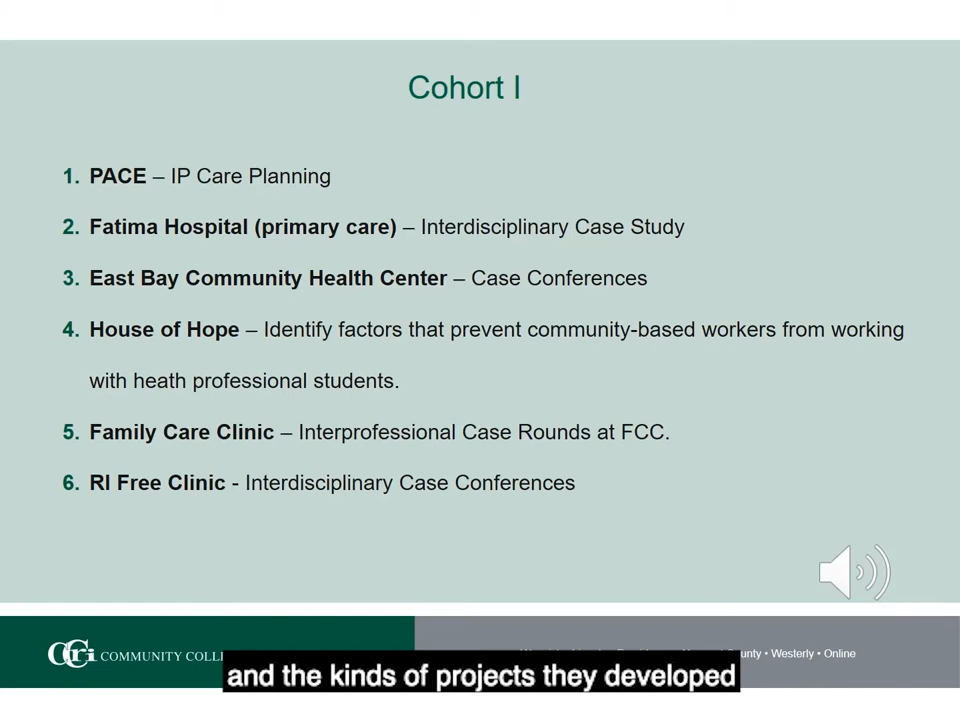 Cohort I
1. PACE – IP Care Planning
2. Fatima Hospital (primary care) – Interdisciplinary Case Study
3. East Bay Community Health Center – Case Conferences
4. House of Hope – Identify factors that prevent community-based workers from working
with heath professional students.
5. Family Care Clinic – Interprofessional Case Rounds at FCC.
6. RI Free Clinic - Interdisciplinary Case Conferences
CCri COMMUNITY COLL
County • Westerly • Online
and the kinds of projects they developed